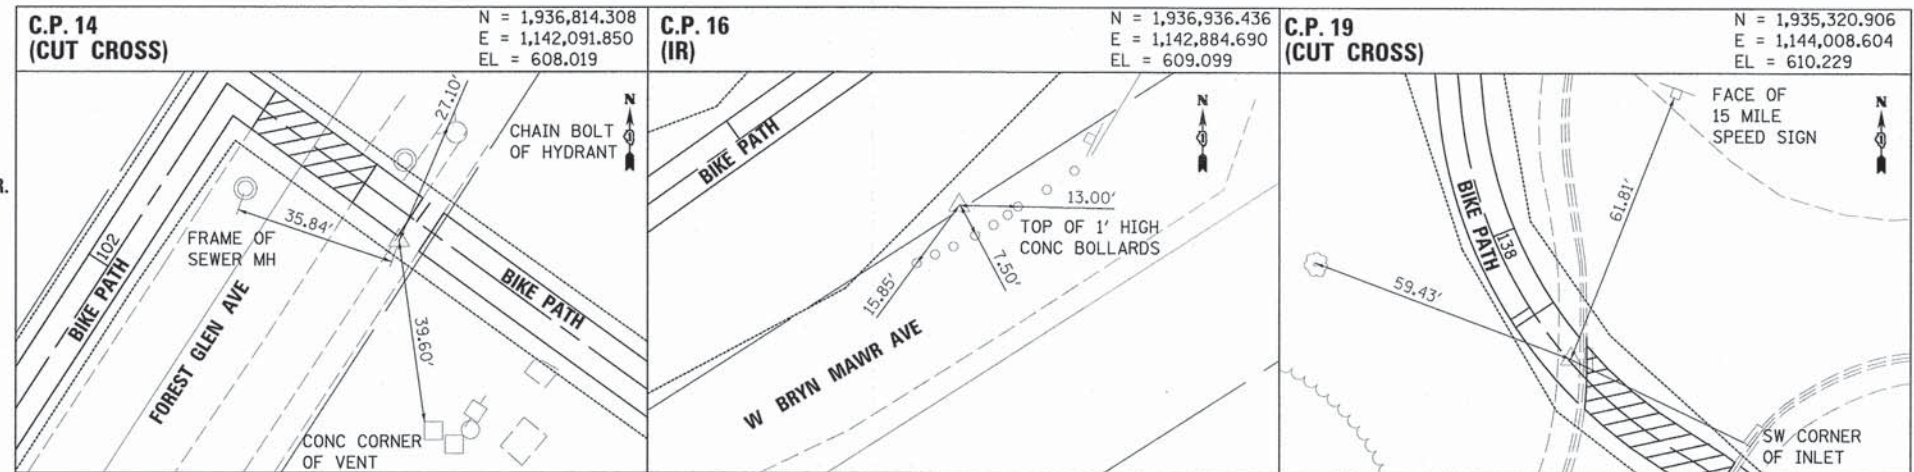 R.
C.P. 14
(CUT CROSS)
N = 1,936,814.308
E = 1,142,091.850
EL = 608.019
27.10'
N
CHAIN BOLT
OF HYDRANT
35.84'
FRAME OF
SEWER MH
102
BIKE PATH
FOREST GLEN AVE
BIKE PATH
39.60'
CONC CORNER
OF VENT
C.P. 16
(IR)
N = 1,936,936.436
E = 1,142,884.690
EL = 609.099
BIKE PATH
N
13.00'
TOP OF 1' HIGH
CONC BOLLARDS
7.50'
15.85'
W BRYN MAWR AVE
C.P. 19
(CUT CROSS)
N = 1,935,320.906
E = 1,144,008.604
EL = 610.229
FACE OF
15 MILE
SPEED SIGN
N
61.81'
BIKE PATH
138
59.43'
SW CORNER
OF INLET